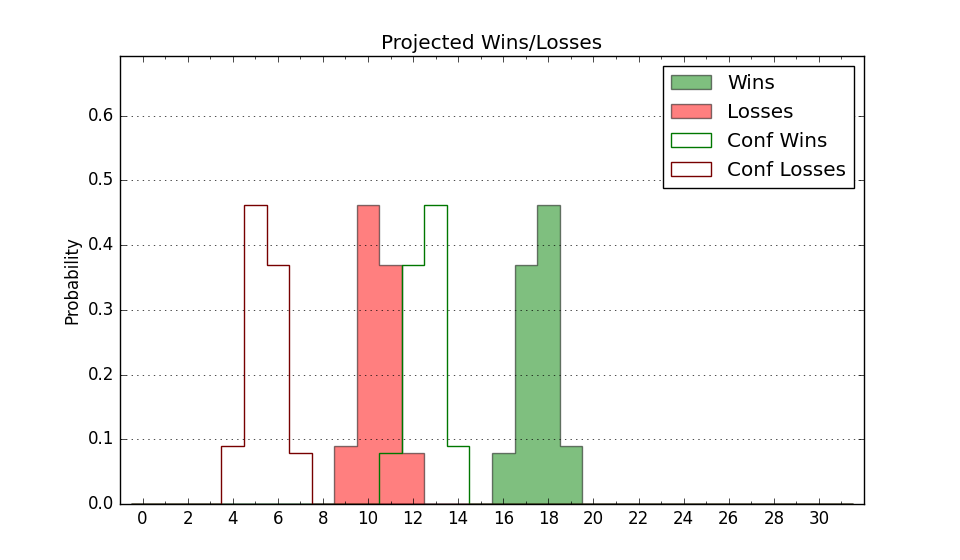 Projected Wins/Losses
Wins
Losses
Conf Wins
Conf Losses
Probability
0.6
0.5
0.4
0.3
0.2
0.1
0.0
0 2 4 6 8 10 12 14 16 18 20 22 24 26 28 30